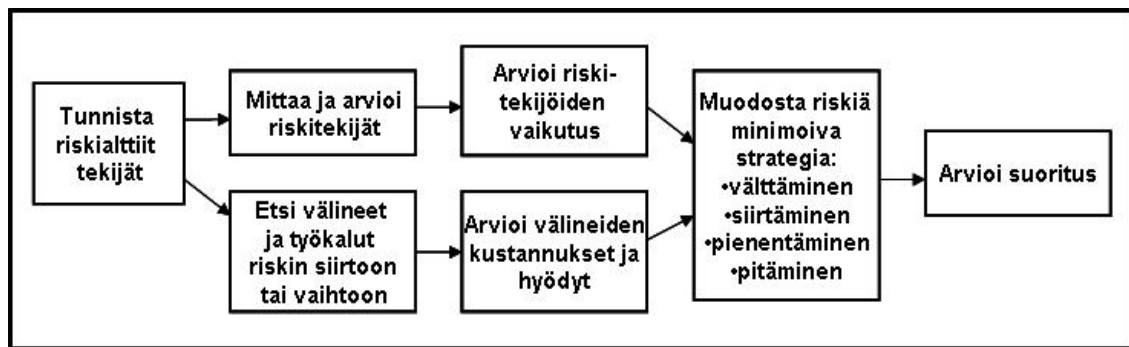 Tunnista
riskialttiit
tekijät
Mittaa ja arvioi
riskitekijät
Arvioi riski-
tekijöiden
vaikutus
Etsi välineet
ja työkalut
riskin siirtoon
tai vaihtoon
Arvioi välineiden
kustannukset ja
hyödyt
Muodosta riskiä
minimoiva
strategia:
•välttäminen
•siirtäminen
•pienentäminen
•pitäminen
Arvioi suoritus